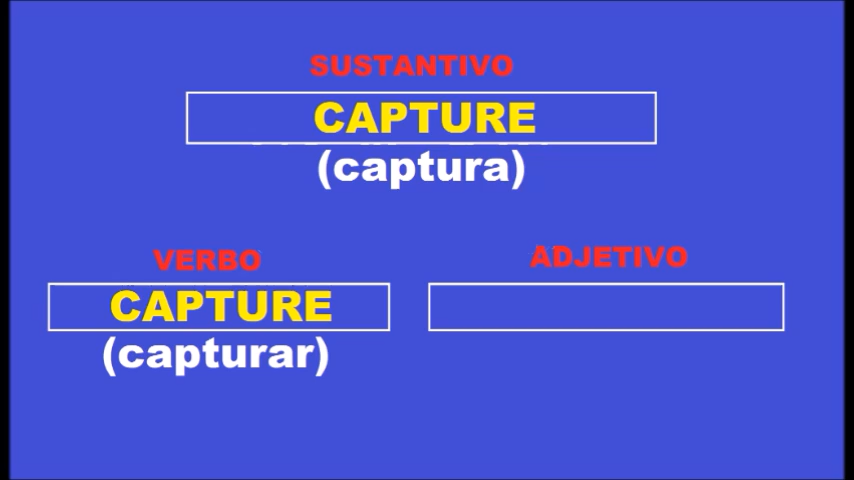 SUSTANTIVO
CAPTURE
(captura)
VERBO
ADJETIVO
CAPTURE
(capturar)